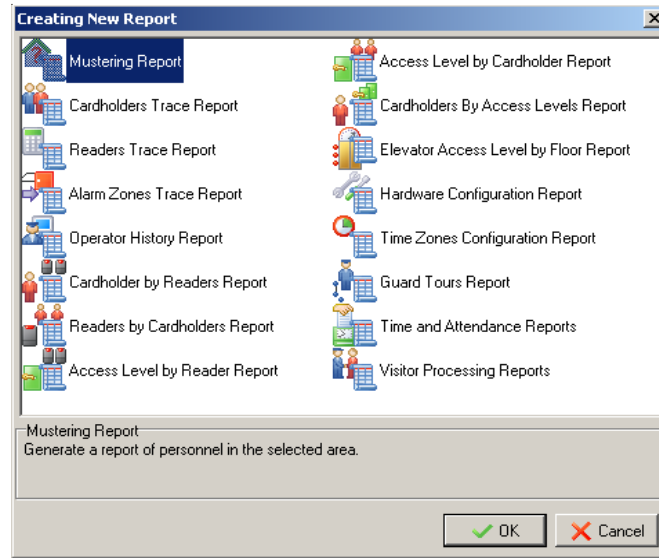 Creating New Report
Mustering Report
Cardholders Trace Report
Readers Trace Report
Alarm Zones Trace Report
Operator History Report
Cardholder by Readers Report
Readers by Cardholders Report
Access Level by Reader Report
Access Level by Cardholder Report
Cardholders By Access Levels Report
Elevator Access Level by Floor Report
Hardware Configuration Report
Time Zones Configuration Report
Guard Tours Report
Time and Attendance Reports
Visitor Processing Reports
Mustering Report
Generate a report of personnel in the selected area.
OK
Cancel